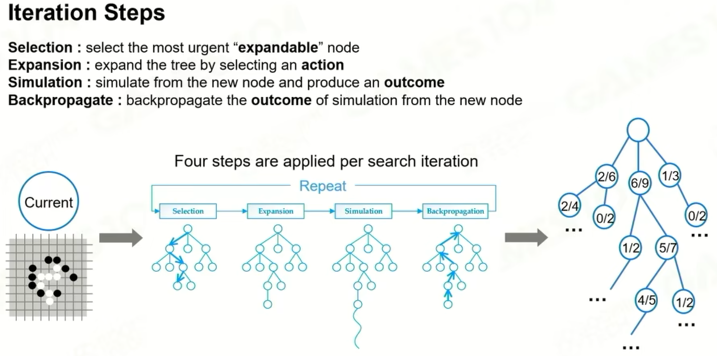 Iteration Steps
Selection : select the most urgent “expandable” node
Expansion : expand the tree by selecting an action
Simulation : simulate from the new node and produce an outcome
Backpropagate : backpropagate the outcome of simulation from the new node
Four steps are applied per search iteration
Repeat
Current
Selection
Expansion
Simulation
Backpropagation
2/6
6/9
1/3
2/4
0/2
0/2
...
...
1/2
5/7
...
4/5
1/2
...
...